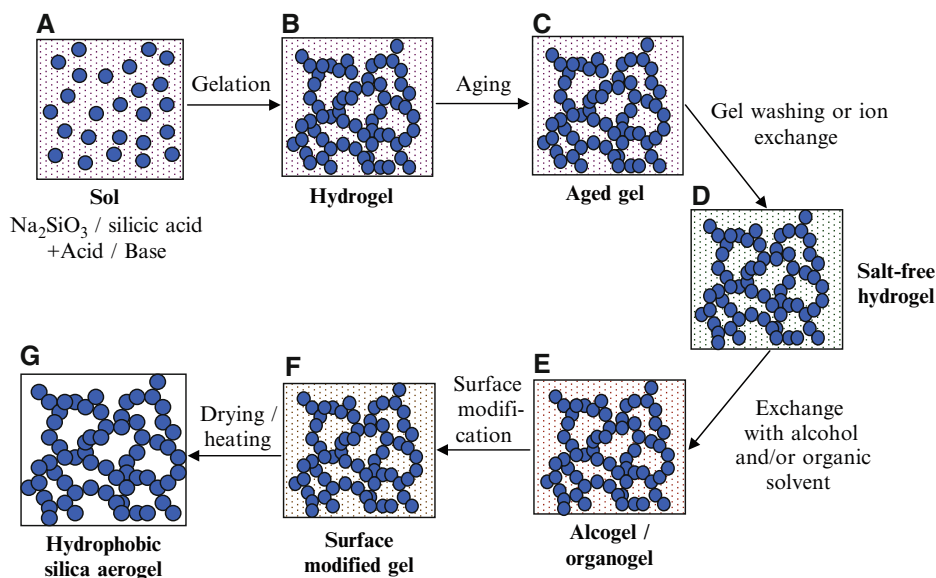 A
Sol
Na₂SiO₃ / silicic acid
+Acid / Base
Gelation
B
Hydrogel
Aging
C
Aged gel
Gel washing or ion
exchange
D
Salt-free
hydrogel
Exchange
with alcohol
and/or organic
solvent
E
Alcogel /
organogel
Surface
modifi-
cation
F
Surface
modified gel
Drying /
heating
G
Hydrophobic
silica aerogel